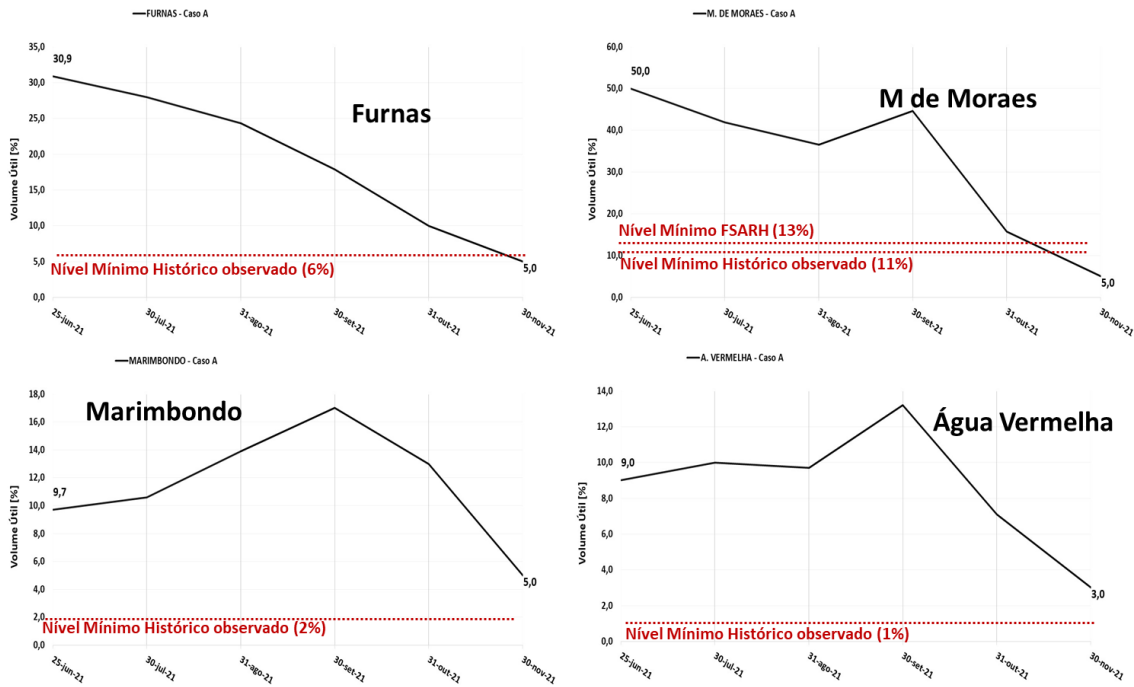 FURNAS - Caso A
Furnas
Volume Útil [%]
35,0
30,0
25,0
20,0
15,0
10,0
5,0
0,0
30,9
5,0
Nível Mínimo Histórico observado (6%)
25-jun-21
30-jul-21
31-ago-21
30-set-21
31-out-21
30-nov-21
M. DE MORAES - Caso A
M de Moraes
Volume Útil [%]
60,0
50,0
40,0
30,0
20,0
10,0
0,0
50,0
5,0
Nível Mínimo FSARH (13%)
Nível Mínimo Histórico observado (11%)
25-jun-21
30-jul-21
31-ago-21
30-set-21
31-out-21
30-nov-21
MARIMBONDO - Caso A
Marimbondo
Volume Útil [%]
18,0
16,0
14,0
12,0
10,0
8,0
6,0
4,0
2,0
0,0
9,7
5,0
Nível Mínimo Histórico observado (2%)
25-jun-21
30-jul-21
31-ago-21
30-set-21
31-out-21
30-nov-21
A. VERMELHA - Caso A
Água Vermelha
Volume Útil [%]
14,0
12,0
10,0
8,0
6,0
4,0
2,0
0,0
9,0
3,0
Nível Mínimo Histórico observado (1%)
25-jun-21
30-jul-21
31-ago-21
30-set-21
31-out-21
30-nov-21